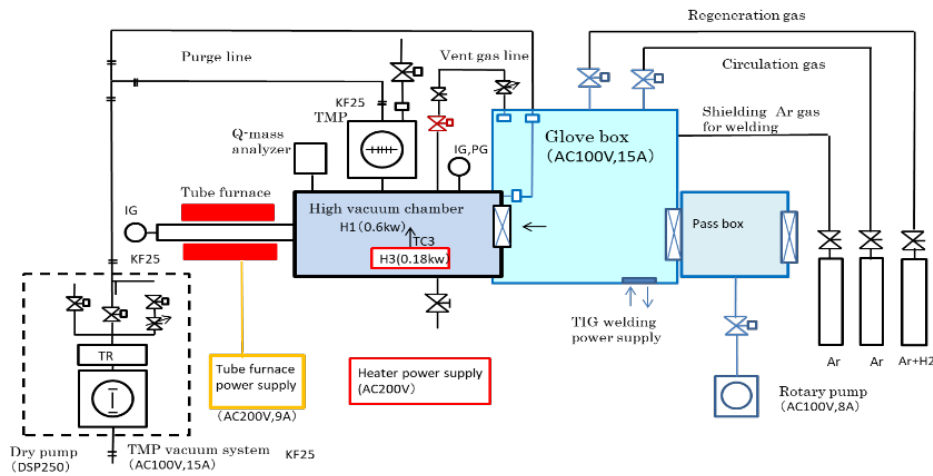 Regeneration gas
Purge line
Vent gas line
Circulation gas
KF25
TMP
Shielding Ar gas
for welding
Q-mass
analyzer
IG,PG
Glove box
(AC100V,15A)
Tube furnace
IG
High vacuum chamber
H1(0.6kw)
TC3
H3(0.18kw)
Pass box
KF25
TIG welding
power supply
TR
Tube furnace
power supply
(AC200V,9A)
Heater power supply
(AC200V)
Ar
Ar
Ar+H2
Rotary pump
(AC100V,8A)
Dry pump
(DSP250)
TMP vacuum system
(AC100V,15A)
KF25